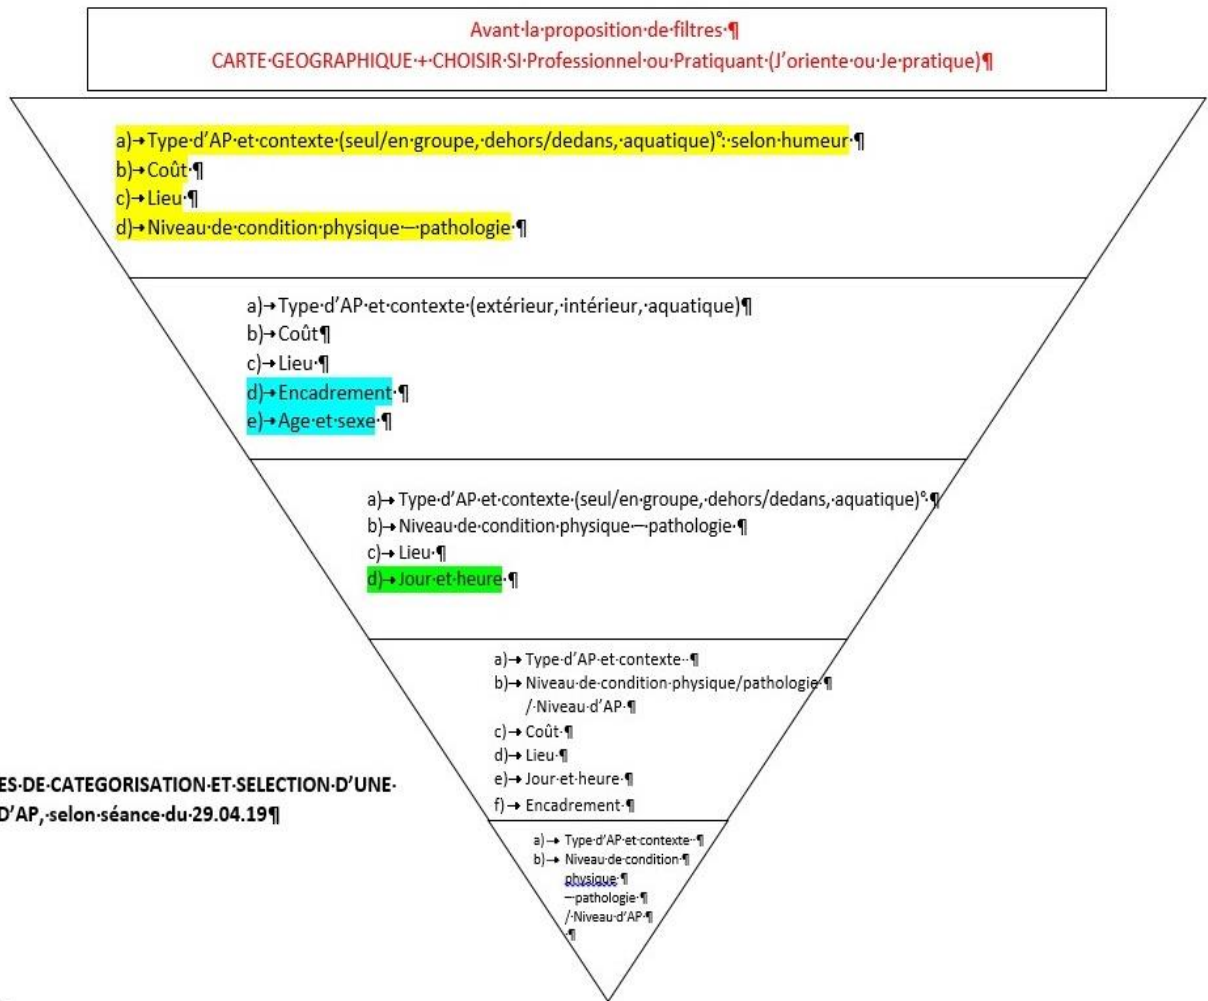 Avant la proposition de filtres ¶
CARTE GEOGRAPHIQUE + CHOISIR SI Professionnel ou Pratiquant (J'oriente ou Je pratique)¶
a)→Type d'AP et contexte (seul/en groupe, dehors/dedans, aquatique)°: selon humeur ¶
b)→Coût ¶
c)→Lieu ¶
d)→Niveau de condition physique – pathologie ¶
a)→Type d'AP et contexte (extérieur, intérieur, aquatique)¶
b)→Coût¶
c)→Lieu ¶
d)→Encadrement ¶
e)→Age et sexe ¶
a)→Type d'AP et contexte (seul/en groupe, dehors/dedans, aquatique)° ¶
b)→Niveau de condition physique – pathologie ¶
c)→Lieu ¶
d)→Jour et heure ¶
a)→Type d'AP et contexte ¶
b)→Niveau de condition physique/pathologie ¶
/ Niveau d'AP ¶
c)→Coût ¶
d)→Lieu ¶
e)→Jour et heure ¶
f)→Encadrement ¶
ES DE CATEGORISATION ET SELECTION D'UNE
D'AP, selon séance du 29.04.19¶
a)→Type d'AP et contexte ¶
b)→Niveau de condition ¶
physique ¶
– pathologie ¶
/ Niveau d'AP ¶
¶